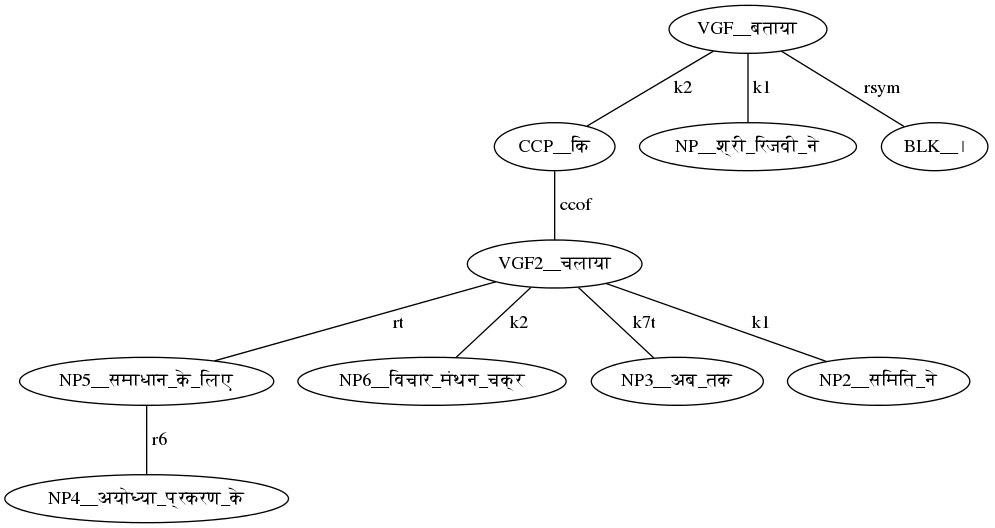 VGF__बताया
k2 k1 rsym
CCP__कि NP__श्री_रिजवी_ने BLK__।
ccof
VGF2__चलाया
rt k2 k7t k1
NP5__समाधान_के_लिए NP6__विचार_मंथन_चक्र NP3__अब_तक NP2__समिति_ने
r6
NP4__अयोध्या_प्रकरण_के